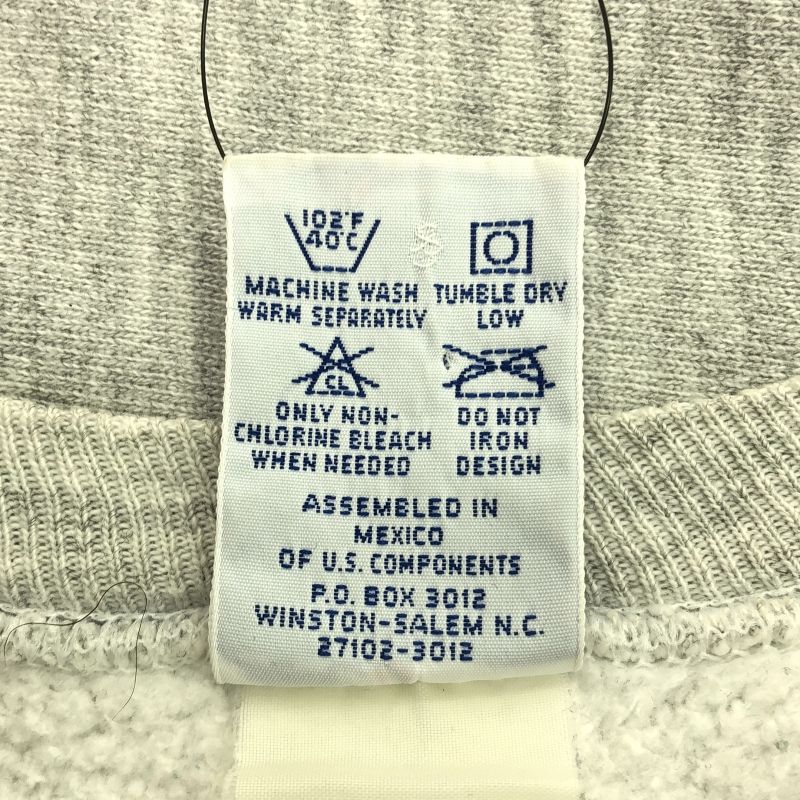 102°F
40°C
MACHINE WASH
WARM SEPARATELY
TUMBLE DRY
LOW
CL
ONLY NON-
CHLORINE BLEACH
WHEN NEEDED
DO NOT
IRON
DESIGN
ASSEMBLED IN
MEXICO
OF U.S. COMPONENTS
P.O. BOX 3012
WINSTON-SALEM N.C.
27102-3012